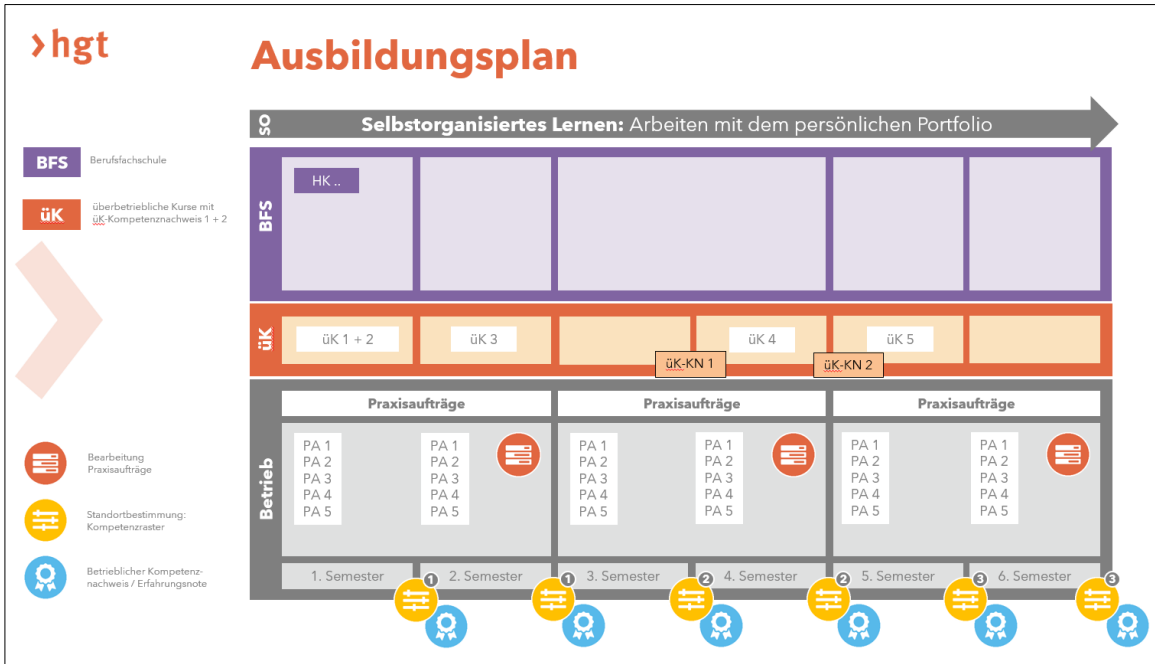 hgt
Ausbildungsplan
SO
Selbstorganisiertes Lernen: Arbeiten mit dem persönlichen Portfolio
BFS
Berufsfachschule
üK
überbetriebliche Kurse mit
üK-Kompetenznachweis 1 + 2
BFS
HK ..
üK
üK 1 + 2
üK 3
üK 4
üK 5
üK-KN 1
üK-KN 2
Betrieb
Praxisaufträge
Praxisaufträge
Praxisaufträge
PA 1
PA 2
PA 3
PA 4
PA 5
PA 1
PA 2
PA 3
PA 4
PA 5
PA 1
PA 2
PA 3
PA 4
PA 5
PA 1
PA 2
PA 3
PA 4
PA 5
PA 1
PA 2
PA 3
PA 4
PA 5
PA 1
PA 2
PA 3
PA 4
PA 5
Bearbeitung
Praxisaufträge
Standortbestimmung:
Kompetenzraster
Betrieblicher Kompetenz-
nachweis / Erfahrungsnote
1. Semester
1
2. Semester
1
3. Semester
2
4. Semester
2
5. Semester
3
6. Semester
3